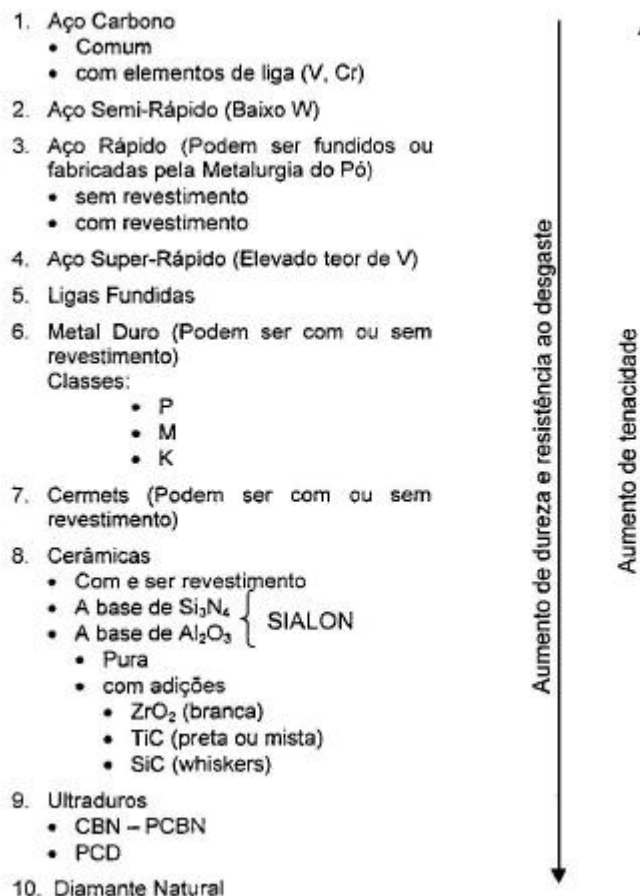 1. Aço Carbono
• Comum
• com elementos de liga (V, Cr)
2. Aço Semi-Rápido (Baixo W)
3. Aço Rápido (Podem ser fundidos ou
fabricadas pela Metalurgia do Pó)
• sem revestimento
• com revestimento
4. Aço Super-Rápido (Elevado teor de V)
5. Ligas Fundidas
6. Metal Duro (Podem ser com ou sem
revestimento)
Classes:
• P
• M
• K
7. Cermets (Podem ser com ou sem
revestimento)
8. Cerâmicas
• Com e ser revestimento
• A base de Si₃N₄
• A base de Al₂O₃
SIALON
• Pura
• com adições
• ZrO₂ (branca)
• TiC (preta ou mista)
• SiC (whiskers)
9. Ultraduros
• CBN – PCBN
• PCD
10. Diamante Natural
Aumento de dureza e resistência ao desgaste
Aumento de tenacidade